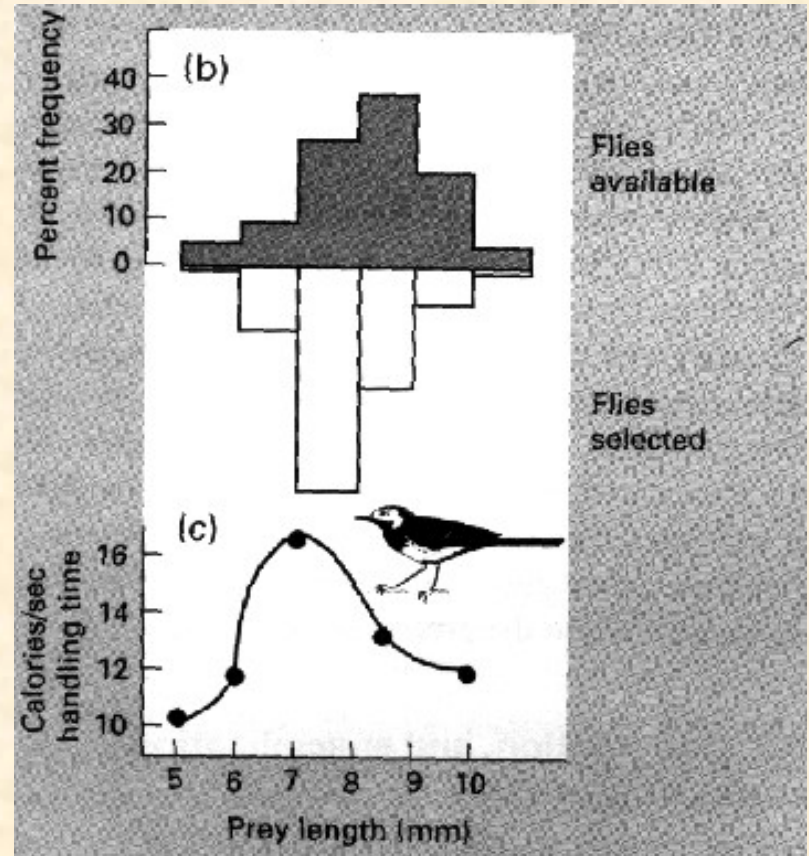 (b)
Percent frequency
40
30
20
10
0
Flies
available
Flies
selected
(c)
Calories/sec
handling time
16
14
12
10
5 6 7 8 9 10
Prey length (mm)